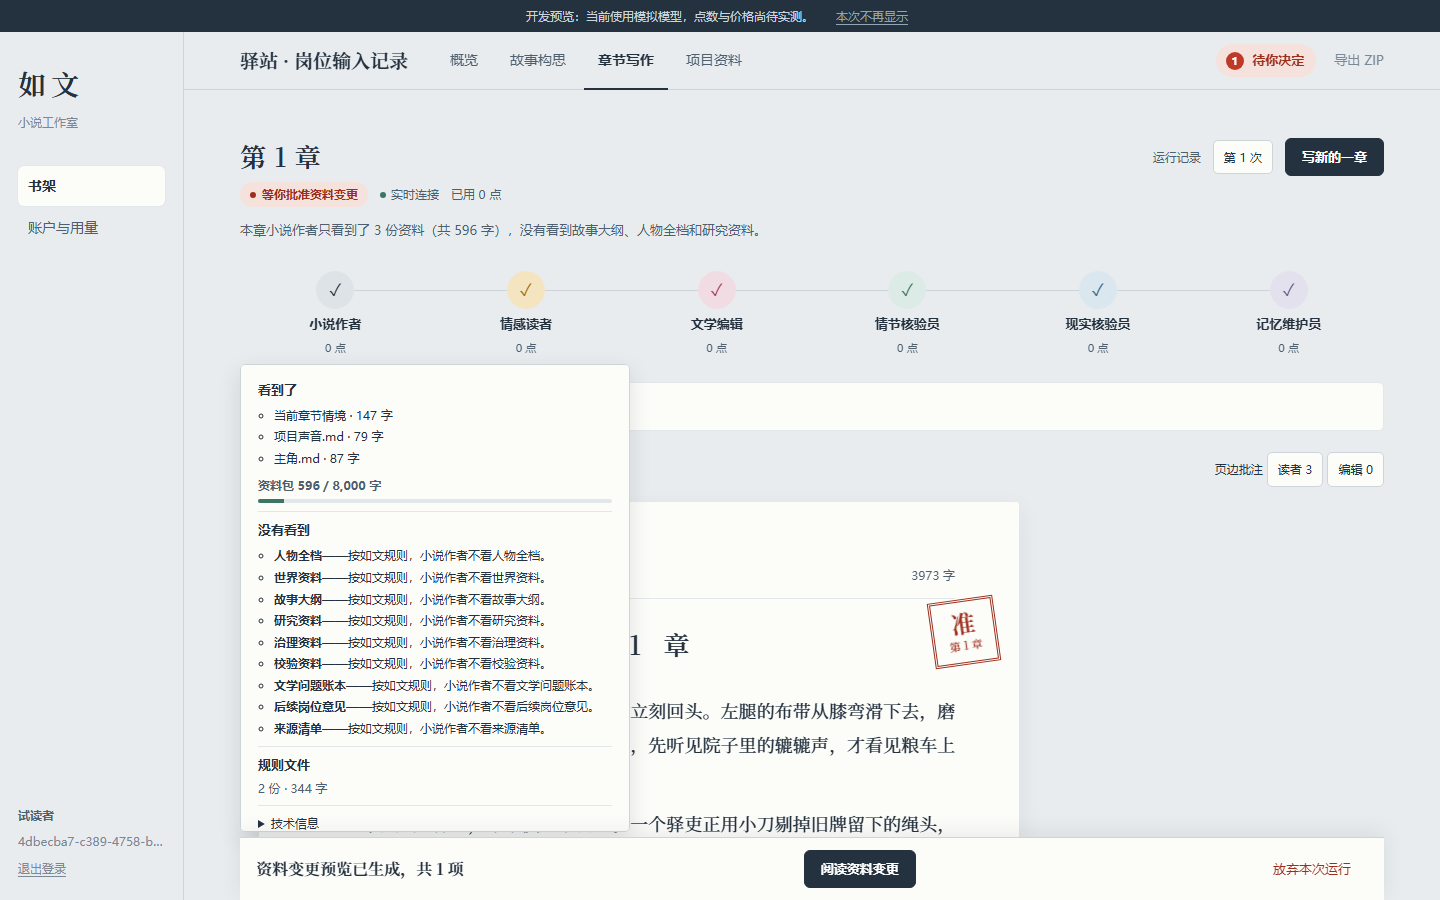 开发预览：当前使用模拟模型，点数与价格尚待实测。 本次不再显示
如文
小说工作室
书架
账户与用量
试读者
4dbecba7-c389-4758-b...
退出登录
驿站 · 岗位输入记录 概览 故事构思 章节写作 项目资料 1 待你决定 导出 ZIP
第 1 章
运行记录 第 1 次 写新的一章
等你批准资料变更 实时连接 已用 0 点
本章小说作者只看到了 3 份资料（共 596 字），没有看到故事大纲、人物全档和研究资料。
小说作者 情感读者 文学编辑 情节核验员 现实核验员 记忆维护员
0 点 0 点 0 点 0 点 0 点 0 点
看到了
当前章节情境 · 147 字
项目声音.md · 79 字
主角.md · 87 字
资料包 596 / 8,000 字
没有看到
人物全档——按如文规则，小说作者不看人物全档。
世界资料——按如文规则，小说作者不看世界资料。
故事大纲——按如文规则，小说作者不看故事大纲。
研究资料——按如文规则，小说作者不看研究资料。
治理资料——按如文规则，小说作者不看治理资料。
校验资料——按如文规则，小说作者不看校验资料。
文学问题账本——按如文规则，小说作者不看文学问题账本。
后续岗位意见——按如文规则，小说作者不看后续岗位意见。
来源清单——按如文规则，小说作者不看来源清单。
规则文件
2 份 · 344 字
技术信息
页边批注 读者 3 编辑 0
3973 字
准
第 1 章
1 章
立刻回头。左腿的布带从膝弯滑下去，磨
，先听见院子里的辘辘声，才看见粮车上
一个驿吏正用小刀剔掉旧牌留下的绳头，
资料变更预览已生成，共 1 项 阅读资料变更 放弃本次运行